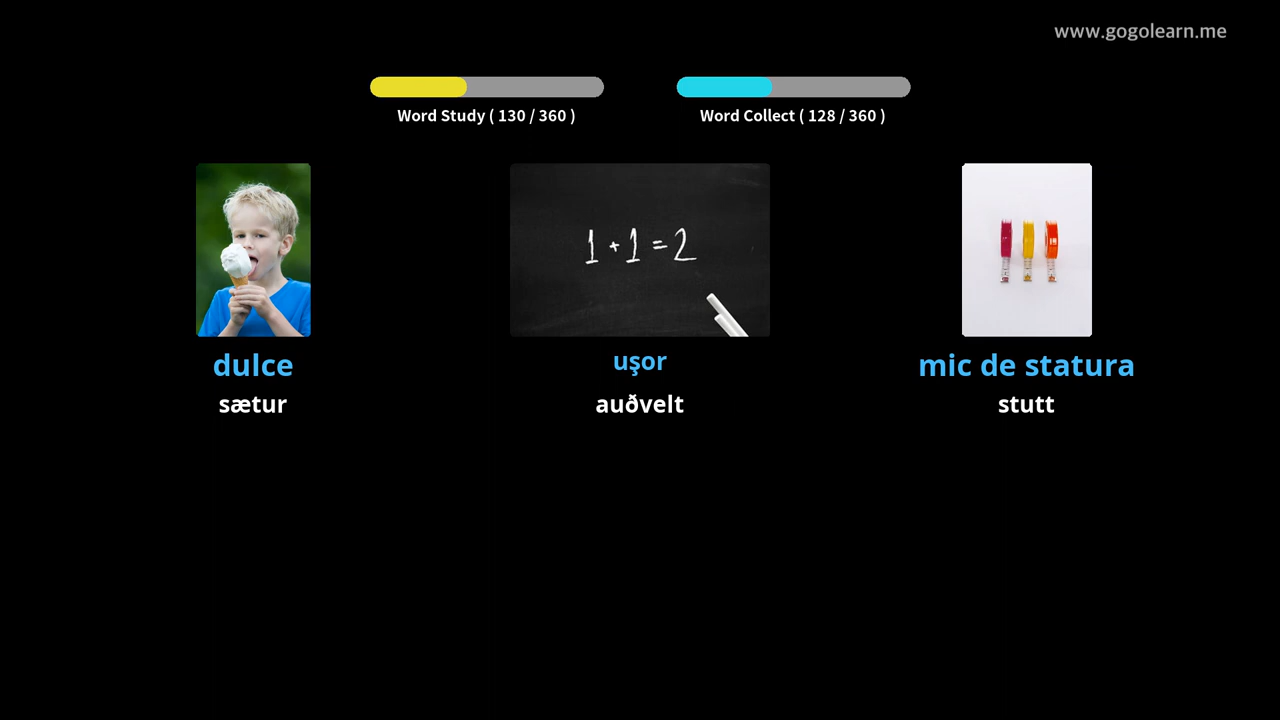 www.gogolearn.me
Word Study ( 130 / 360 )
Word Collect ( 128 / 360 )
1 + 1 = 2
dulce
uşor
mic de statura
sætur
auðvelt
stutt